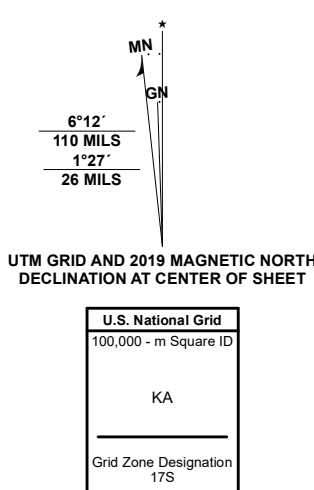 ★
MN
GN
6°12´
110 MILS
1°27´
26 MILS
UTM GRID AND 2019 MAGNETIC NORTH
DECLINATION AT CENTER OF SHEET
U.S. National Grid
100,000 - m Square ID
KA
Grid Zone Designation
17S